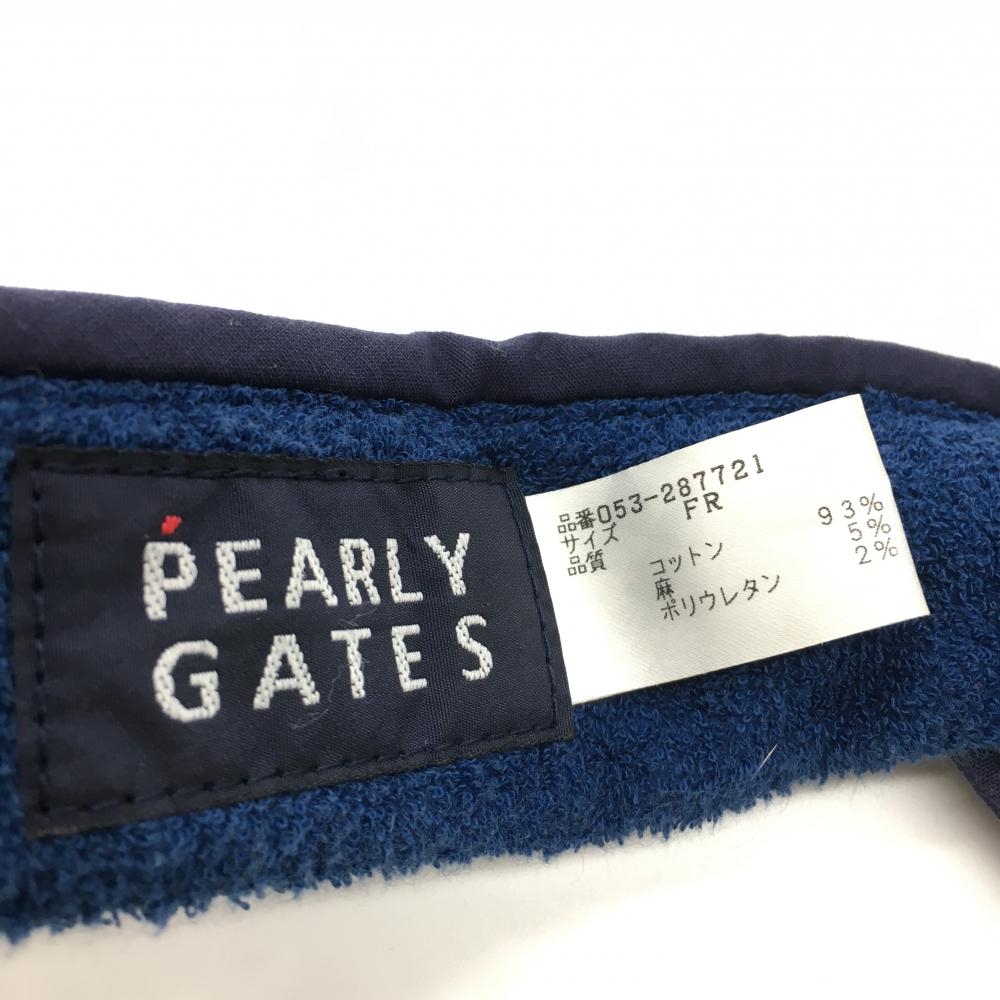 PEARLY
GATES
品番053-287721
サイズ FR
品質 コットン 93%
麻 5%
ポリウレタン 2%